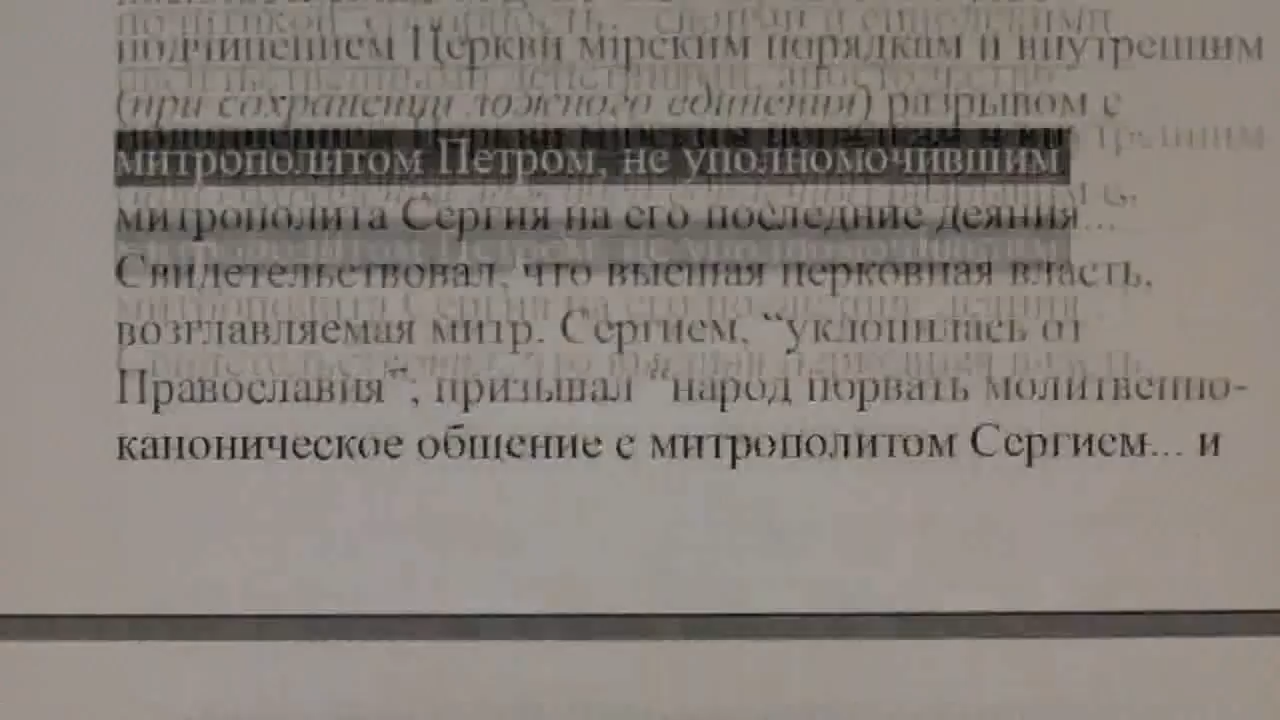 подчинением Церкви мірским порядкам и внутренним
(при сохранении ложного единения) разрывом с
митрополитом Петром, не уполномочившим
митрополита Сергия на его последние деяния...
Свидетельствовал, что высшая церковная власть,
возглавляемая митр. Сергием, “уклонилась от
Православия“; призывал “народ порвать молитвенно-
каноническое общение с митрополитом Сергием... и